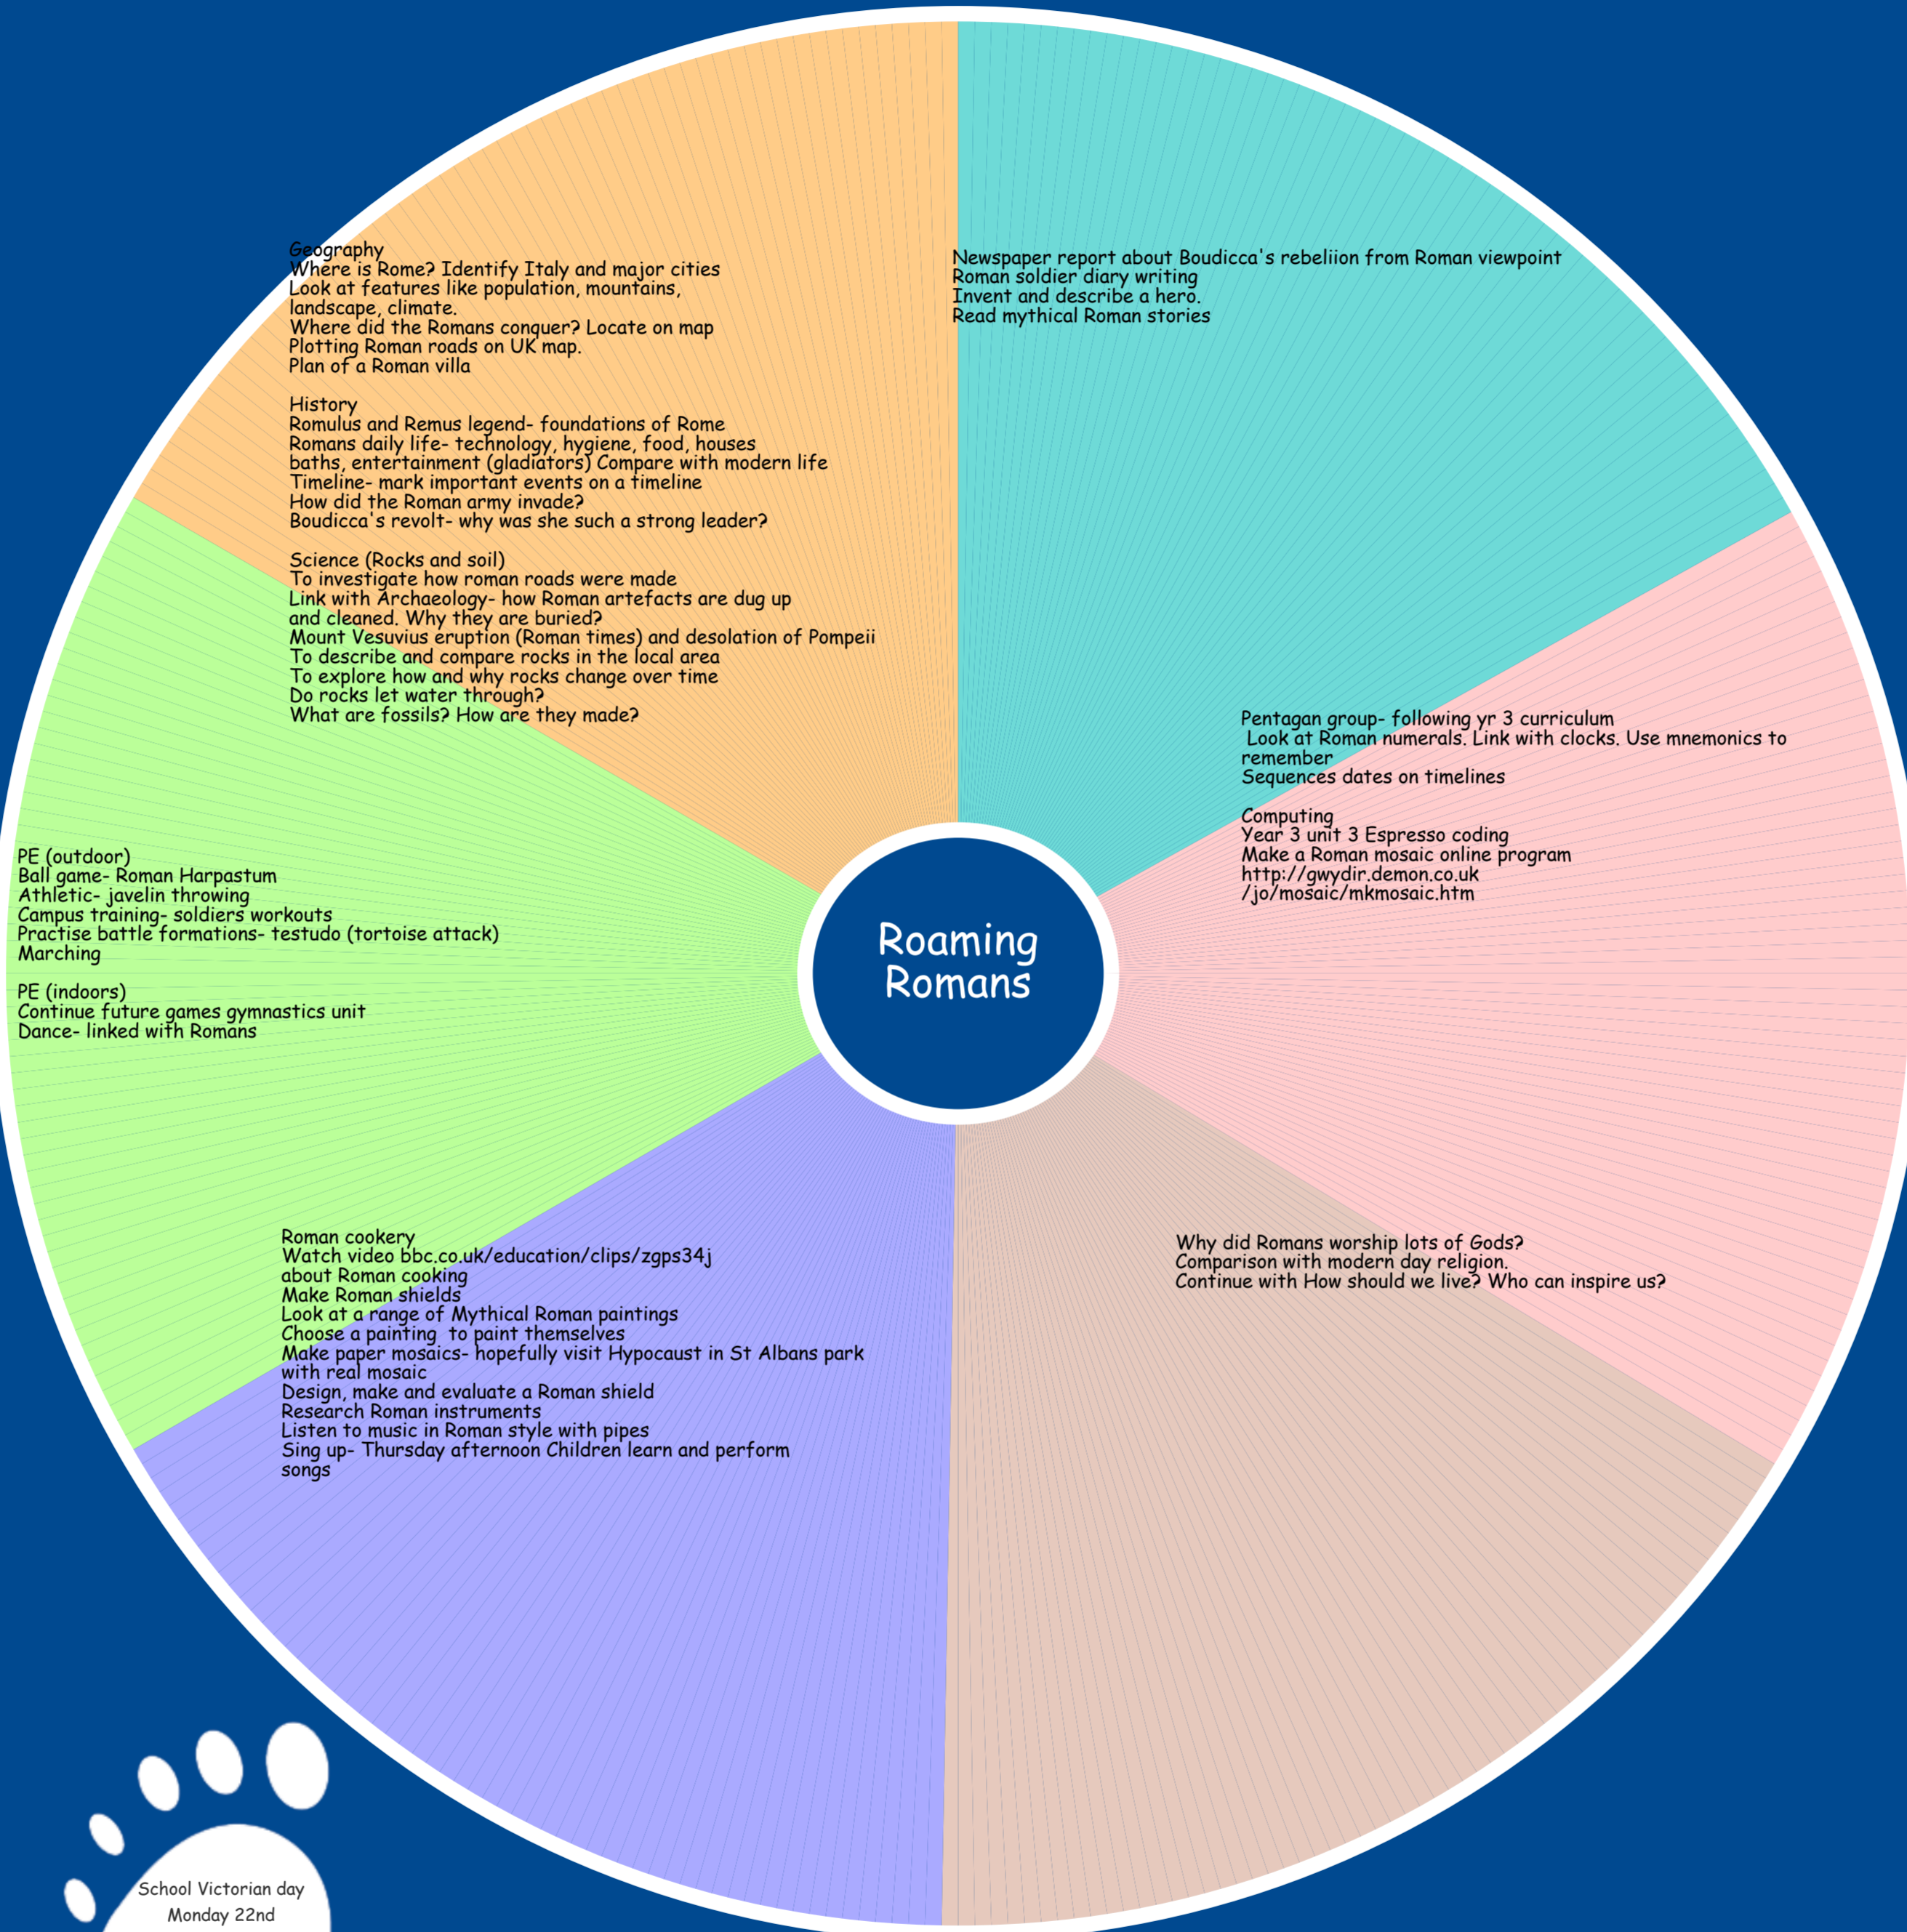 Geography
Where is Rome? Identify Italy and major cities
Look at features like population, mountains,
landscape, climate.
Where did the Romans conquer? Locate on map
Plotting Roman roads on UK map.
Plan of a Roman villa

History
Romulus and Remus legend- foundations of Rome
Romans daily life- technology, hygiene, food, houses
baths, entertainment (gladiators) Compare with modern life
Timeline- mark important events on a timeline
How did the Roman army invade?
Boudicca's revolt- why was she such a strong leader?

Science (Rocks and soil)
To investigate how roman roads were made
Link with Archaeology- how Roman artefacts are dug up
and cleaned. Why they are buried?
Mount Vesuvius eruption (Roman times) and desolation of Pompeii
To describe and compare rocks in the local area
To explore how and why rocks change over time
Do rocks let water through?
What are fossils? How are they made?

Newspaper report about Boudicca's rebeliion from Roman viewpoint
Roman soldier diary writing
Invent and describe a hero.
Read mythical Roman stories

Pentagan group- following yr 3 curriculum
Look at Roman numerals. Link with clocks. Use mnemonics to
remember
Sequences dates on timelines

Computing
Year 3 unit 3 Espresso coding
Make a Roman mosaic online program
http://gwydir.demon.co.uk
/jo/mosaic/mkmosaic.htm

PE (outdoor)
Ball game- Roman Harpastum
Athletic- javelin throwing
Campus training- soldiers workouts
Practise battle formations- testudo (tortoise attack)
Marching

PE (indoors)
Continue future games gymnastics unit
Dance- linked with Romans

Roaming
Romans

Roman cookery
Watch video bbc.co.uk/education/clips/zgps34j
about Roman cooking
Make Roman shields
Look at a range of Mythical Roman paintings
Choose a painting  to paint themselves
Make paper mosaics- hopefully visit Hypocaust in St Albans park
with real mosaic
Design, make and evaluate a Roman shield
Research Roman instruments
Listen to music in Roman style with pipes
Sing up- Thursday afternoon Children learn and perform
songs

Why did Romans worship lots of Gods?
Comparison with modern day religion.
Continue with How should we live? Who can inspire us?

School Victorian day
Monday 22nd